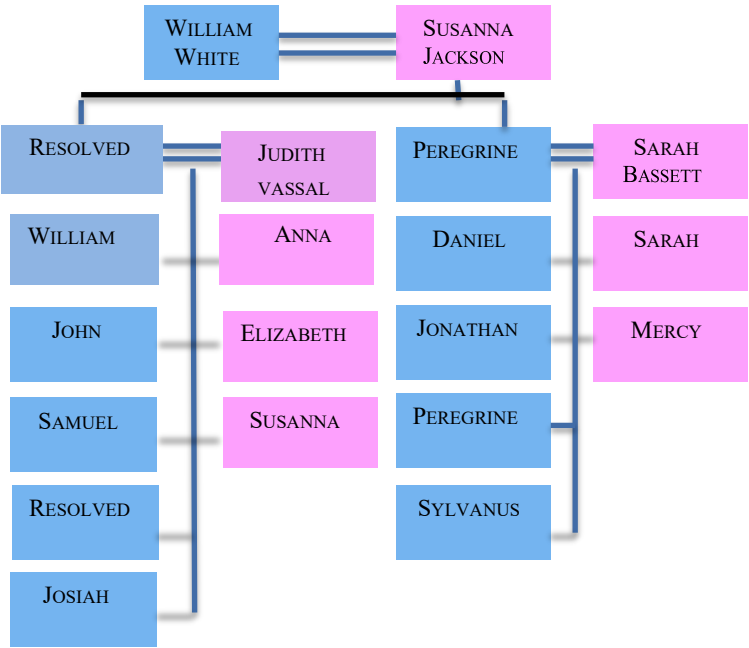 William
White
Susanna
Jackson
Resolved
Judith
vassal
Peregrine
Sarah
Bassett
William
Anna
Daniel
Sarah
John
Elizabeth
Jonathan
Mercy
Samuel
Susanna
Peregrine
Resolved
Sylvanus
Josiah